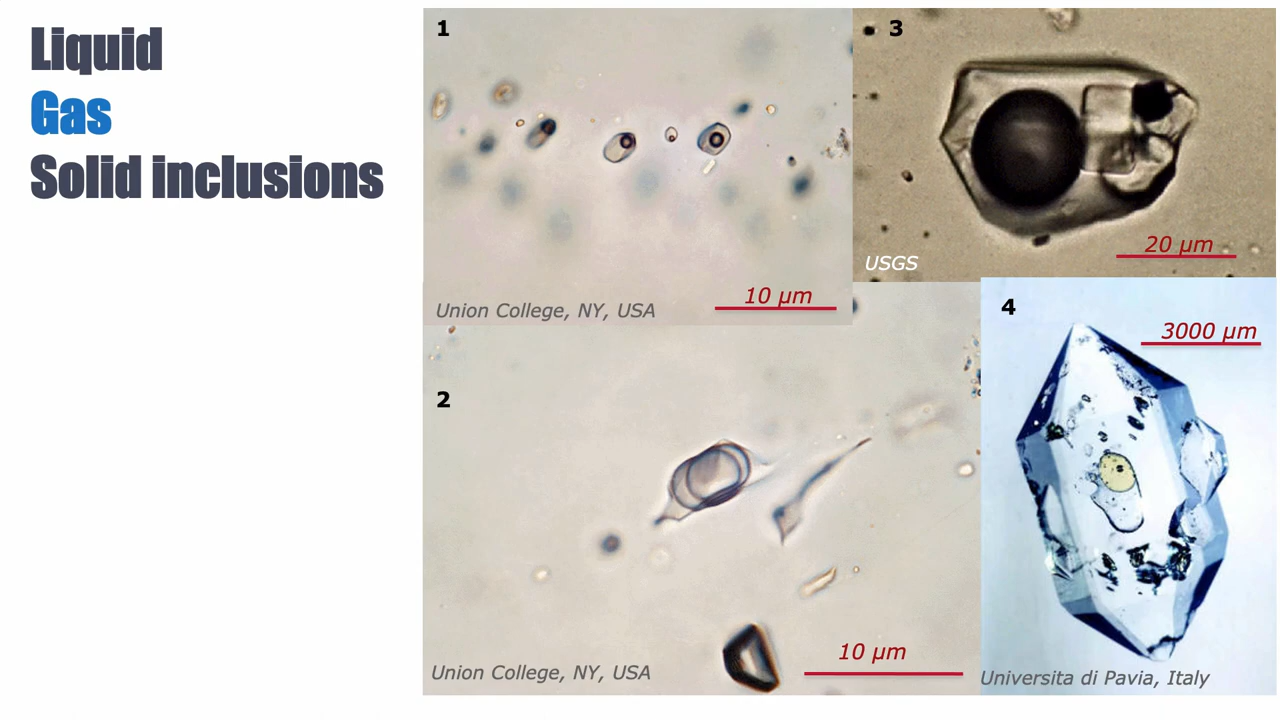 Liquid
Gas
Solid inclusions
1
10 µm
Union College, NY, USA
3
20 µm
USGS
2
10 µm
Union College, NY, USA
4
3000 µm
Universita di Pavia, Italy